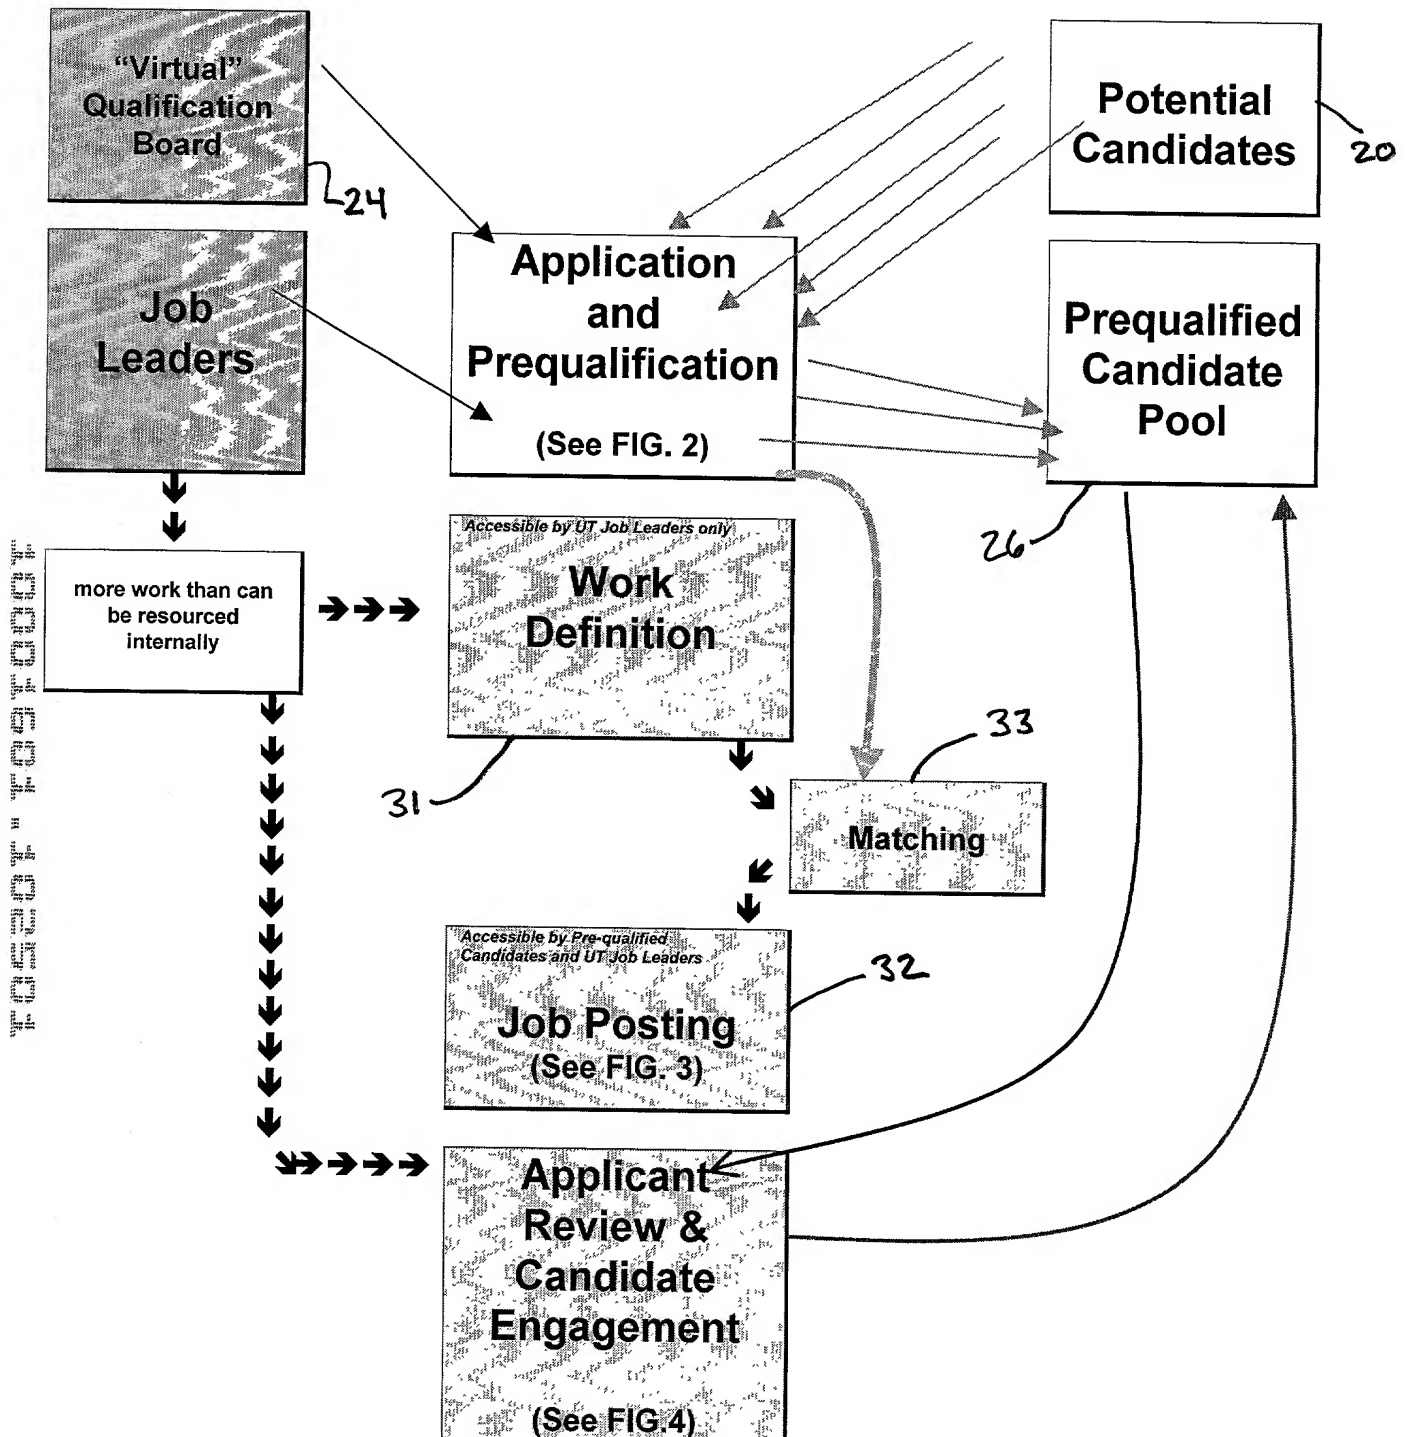 “Virtual”
Qualification
Board
24
Potential
Candidates
20
Job
Leaders
Application
and
Prequalification
(See FIG. 2)
Prequalified
Candidate
Pool
26
more work than can
be resourced
internally
Accessible by UT Job Leaders only
Work
Definition
31
33
Matching
Accessible by Pre-qualified
Candidates and UT Job Leaders
Job Posting
(See FIG. 3)
32
Applicant
Review &
Candidate
Engagement
(See FIG.4)